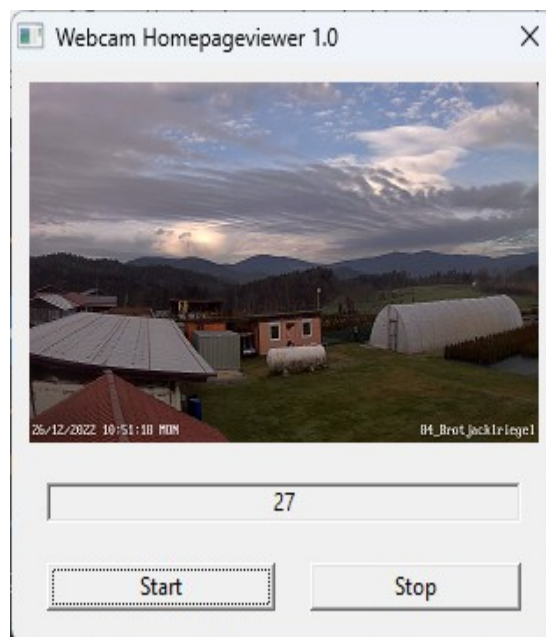 Webcam Homepageviewer 1.0
26/12/2022 10:51:18 MON
04_Brotjacklriegel
27
Start
Stop